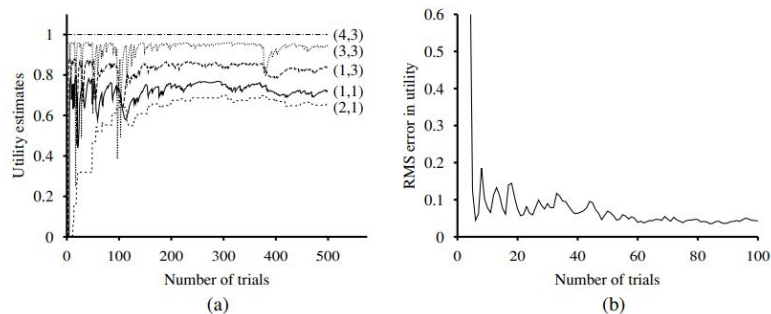 1
0.8
0.6
0.4
0.2
0
Utility estimates
(4,3)
(3,3)
(1,3)
(1,1)
(2,1)
0 100 200 300 400 500
Number of trials
(a)
0.6
0.5
0.4
0.3
0.2
0.1
0
RMS error in utility
0 20 40 60 80 100
Number of trials
(b)